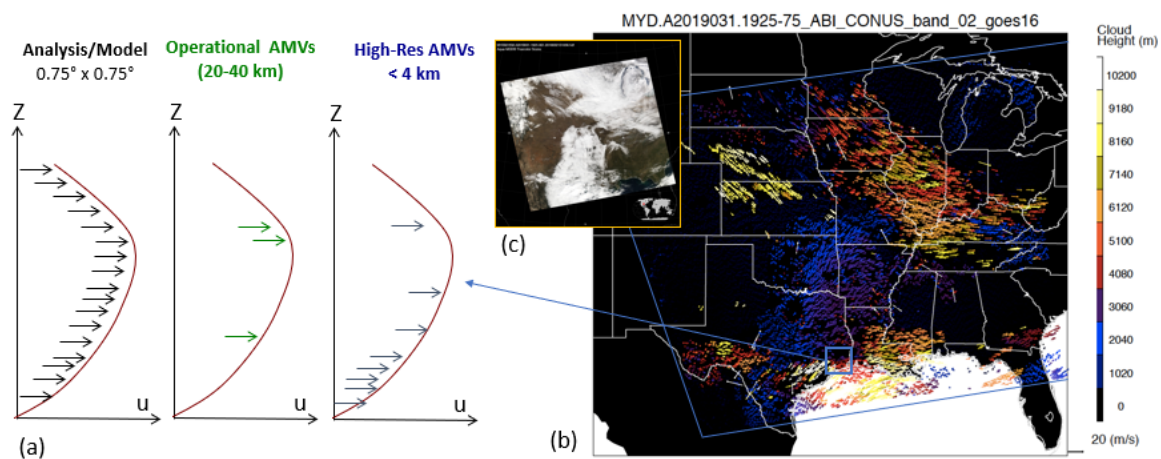 MYD.A2019031.1925-75_ABI_CONUS_band_02_goes16
Analysis/Model
0.75° x 0.75°
Operational AMVs
(20-40 km)
High-Res AMVs
< 4 km
Z
Z
Z
u
u
u
(a)
(c)
(b)
Cloud
Height (m)
10200
9180
8160
7140
6120
5100
4080
3060
2040
1020
0
20 (m/s)